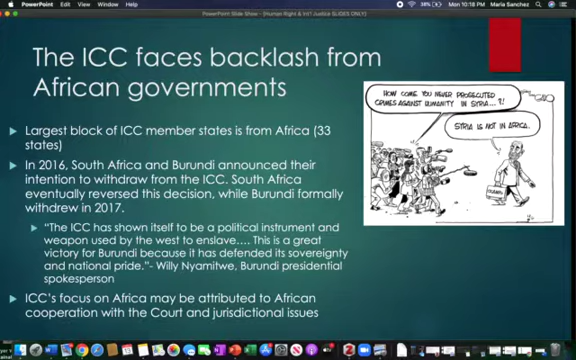 PowerPoint File Edit View Window Help
38% Mon 10:18 PM Maria Sanchez
PowerPoint Slide Show - [Human Right & Int'l Justice SLIDES ONLY]
The ICC faces backlash from
African governments
Largest block of ICC member states is from Africa (33
states)
In 2016, South Africa and Burundi announced their
intention to withdraw from the ICC. South Africa
eventually reversed this decision, while Burundi formally
withdrew in 2017.
“The ICC has shown itself to be a political instrument and
weapon used by the west to enslave…. This is a great
victory for Burundi because it has defended its sovereignty
and national pride.”- Willy Nyamitwe, Burundi presidential
spokesperson
ICC's focus on Africa may be attributed to African
cooperation with the Court and jurisdictional issues
HOW COME YOU NEVER PROSECUTED
CRIMES AGAINST HUMANITY IN SYRIA...?!
SYRIA IS NOT IN AFRICA.